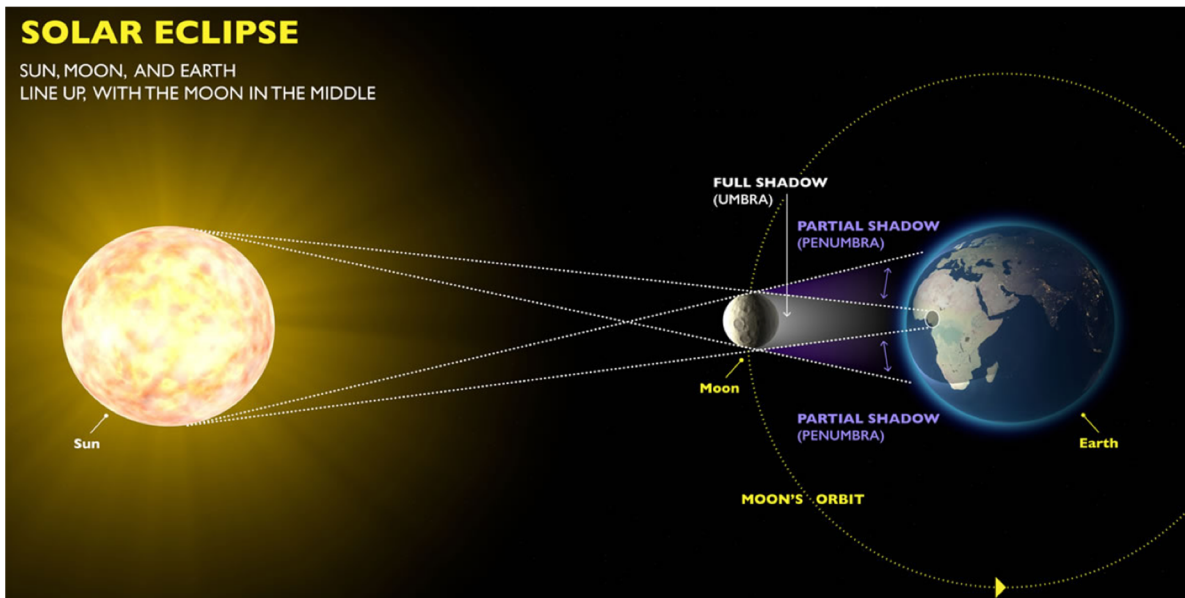 SOLAR ECLIPSE
SUN, MOON, AND EARTH
LINE UP, WITH THE MOON IN THE MIDDLE
FULL SHADOW
(UMBRA)
PARTIAL SHADOW
(PENUMBRA)
Moon
PARTIAL SHADOW
(PENUMBRA)
Sun
Earth
MOON'S ORBIT